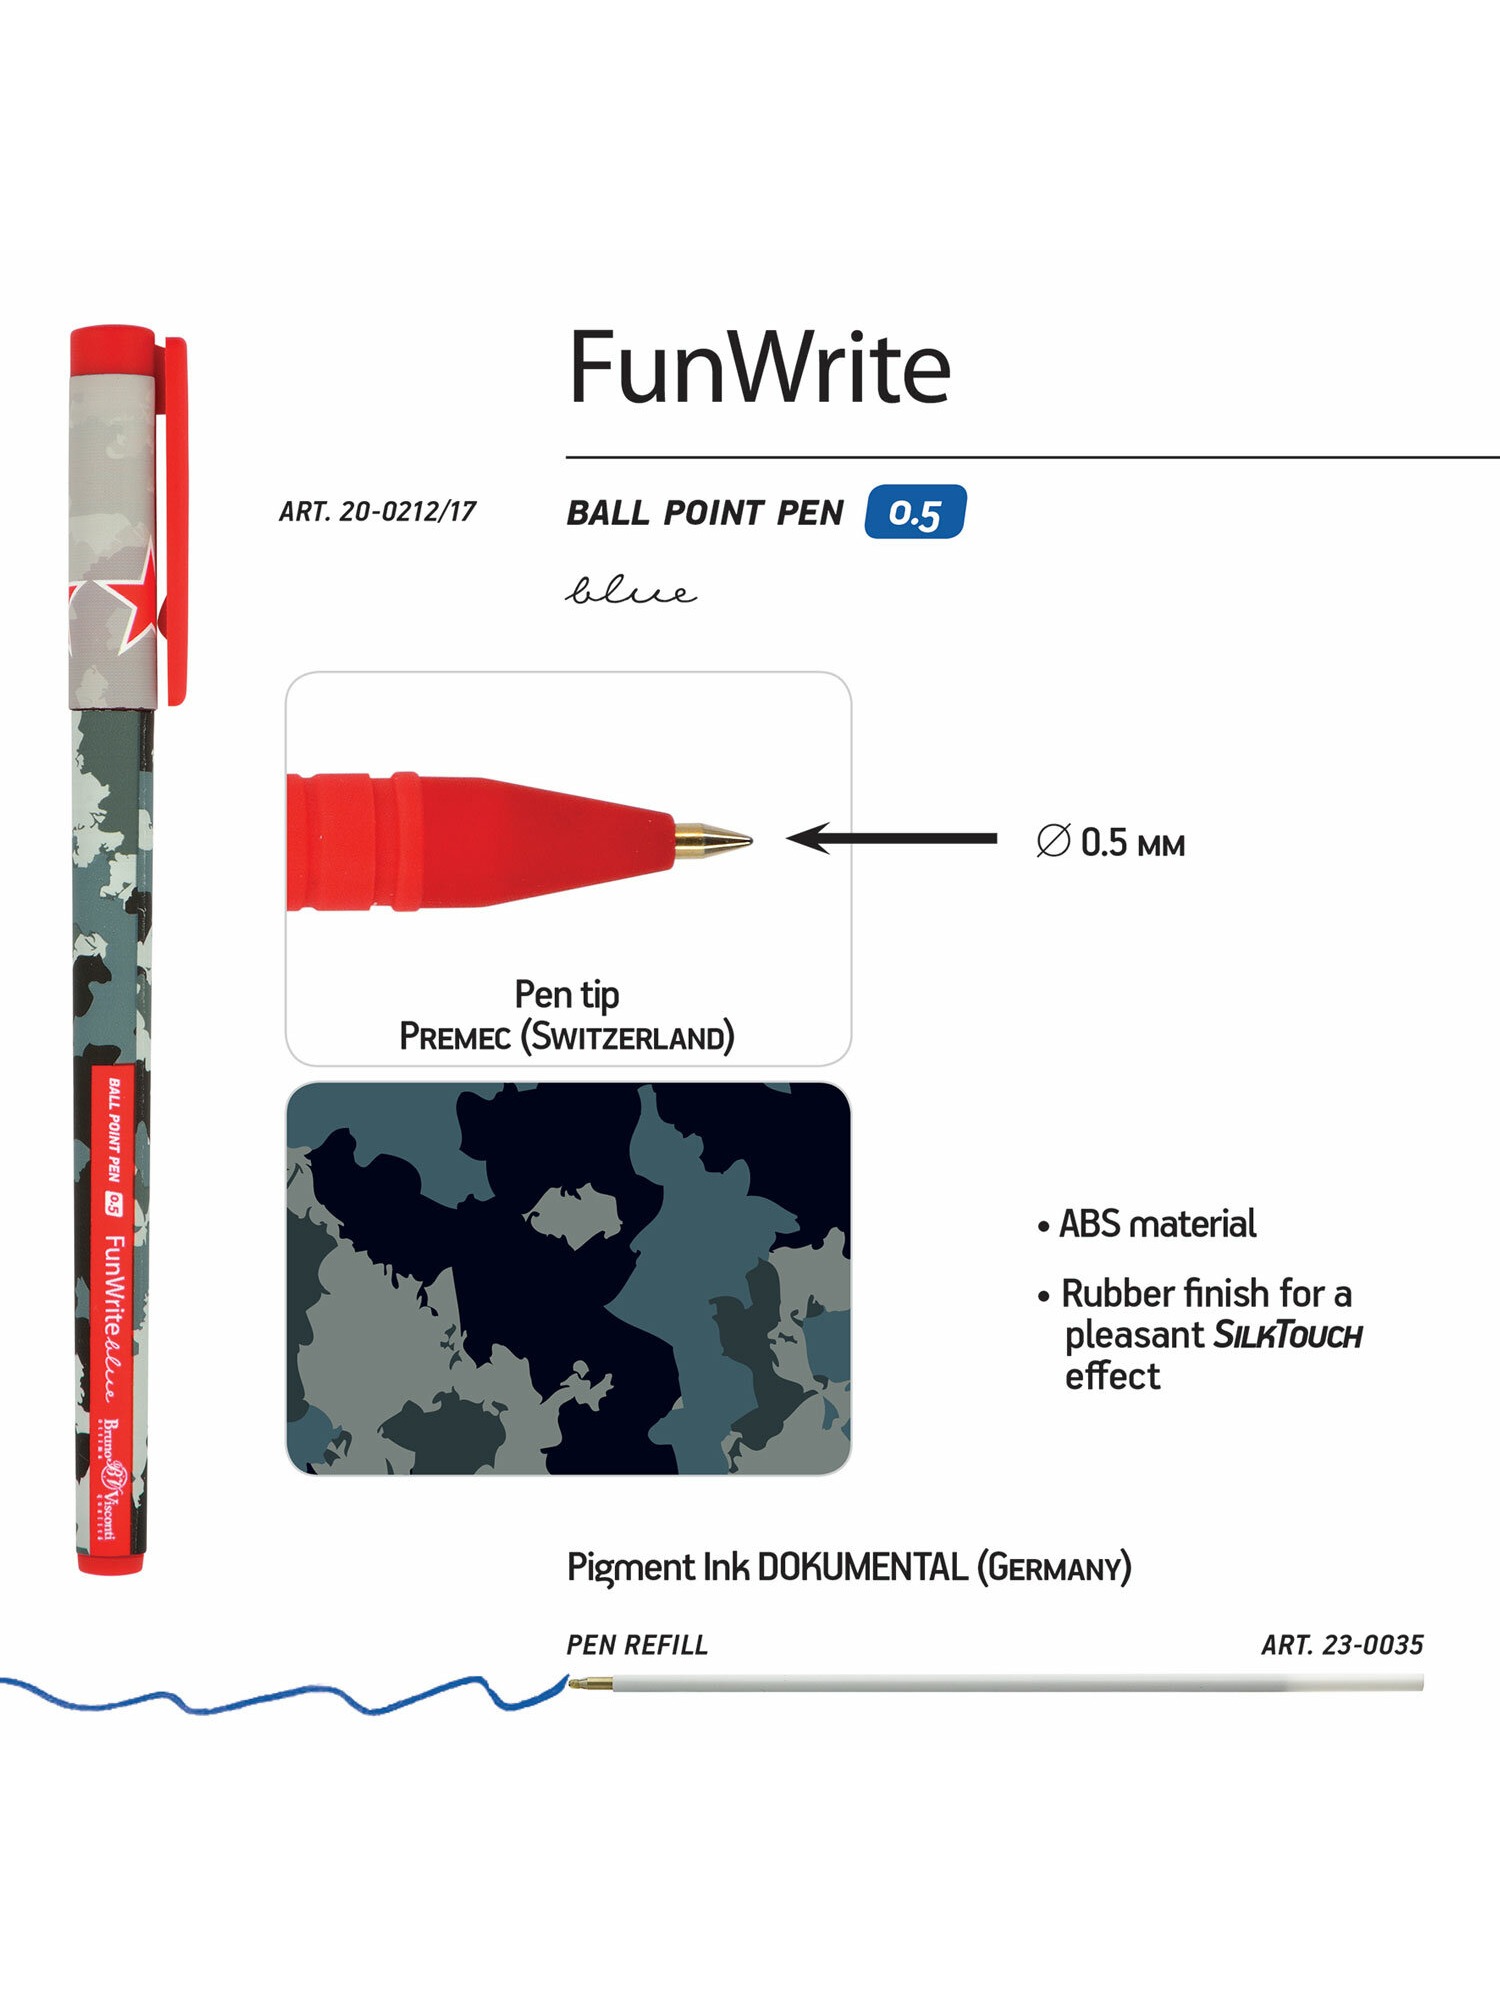 FunWrite
ART. 20-0212/17
BALL POINT PEN 0.5
blue
Ø 0.5 мм
Pen tip
PREMEC (SWITZERLAND)
• ABS material
• Rubber finish for a
pleasant SILKTOUCH
effect
BALL POINT PEN 0.5 FunWrite blue
Bruno Visconti
BV
Pigment Ink DOKUMENTAL (GERMANY)
PEN REFILL
ART. 23-0035